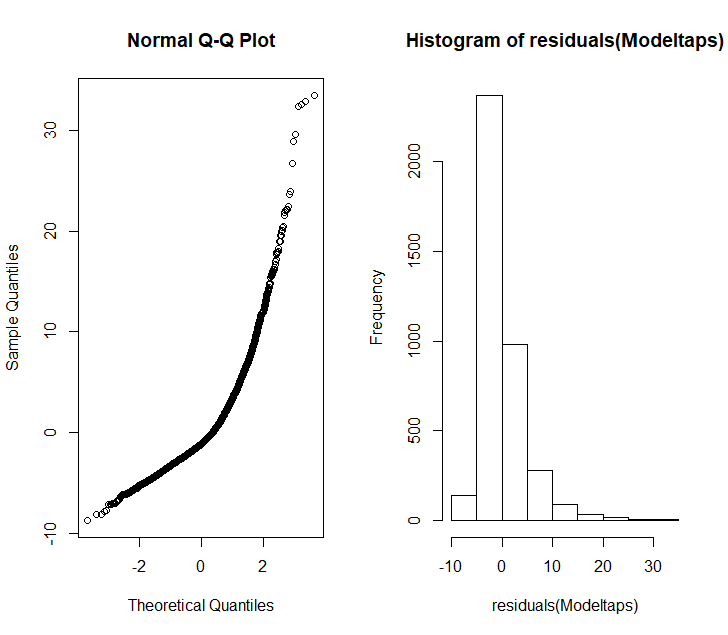 Normal Q-Q Plot
Sample Quantiles
-10 0 10 20 30
-2 0 2
Theoretical Quantiles
Histogram of residuals(Modeltaps)
Frequency
0 500 1000 1500 2000
-10 0 10 20 30
residuals(Modeltaps)